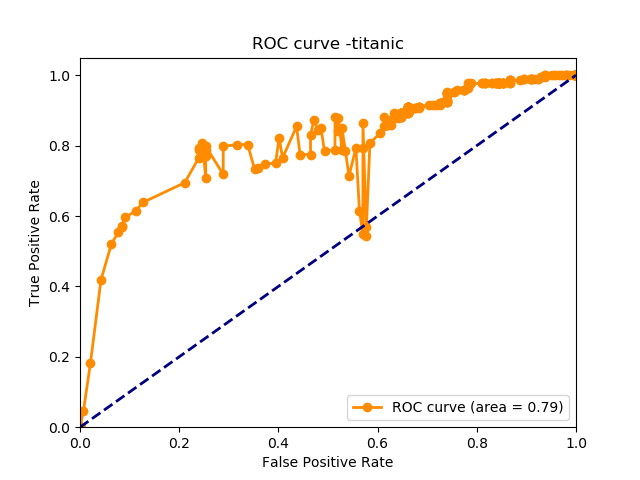 ROC curve -titanic
True Positive Rate
1.0
0.8
0.6
0.4
0.2
0.0
ROC curve (area = 0.79)
0.0 0.2 0.4 0.6 0.8 1.0
False Positive Rate